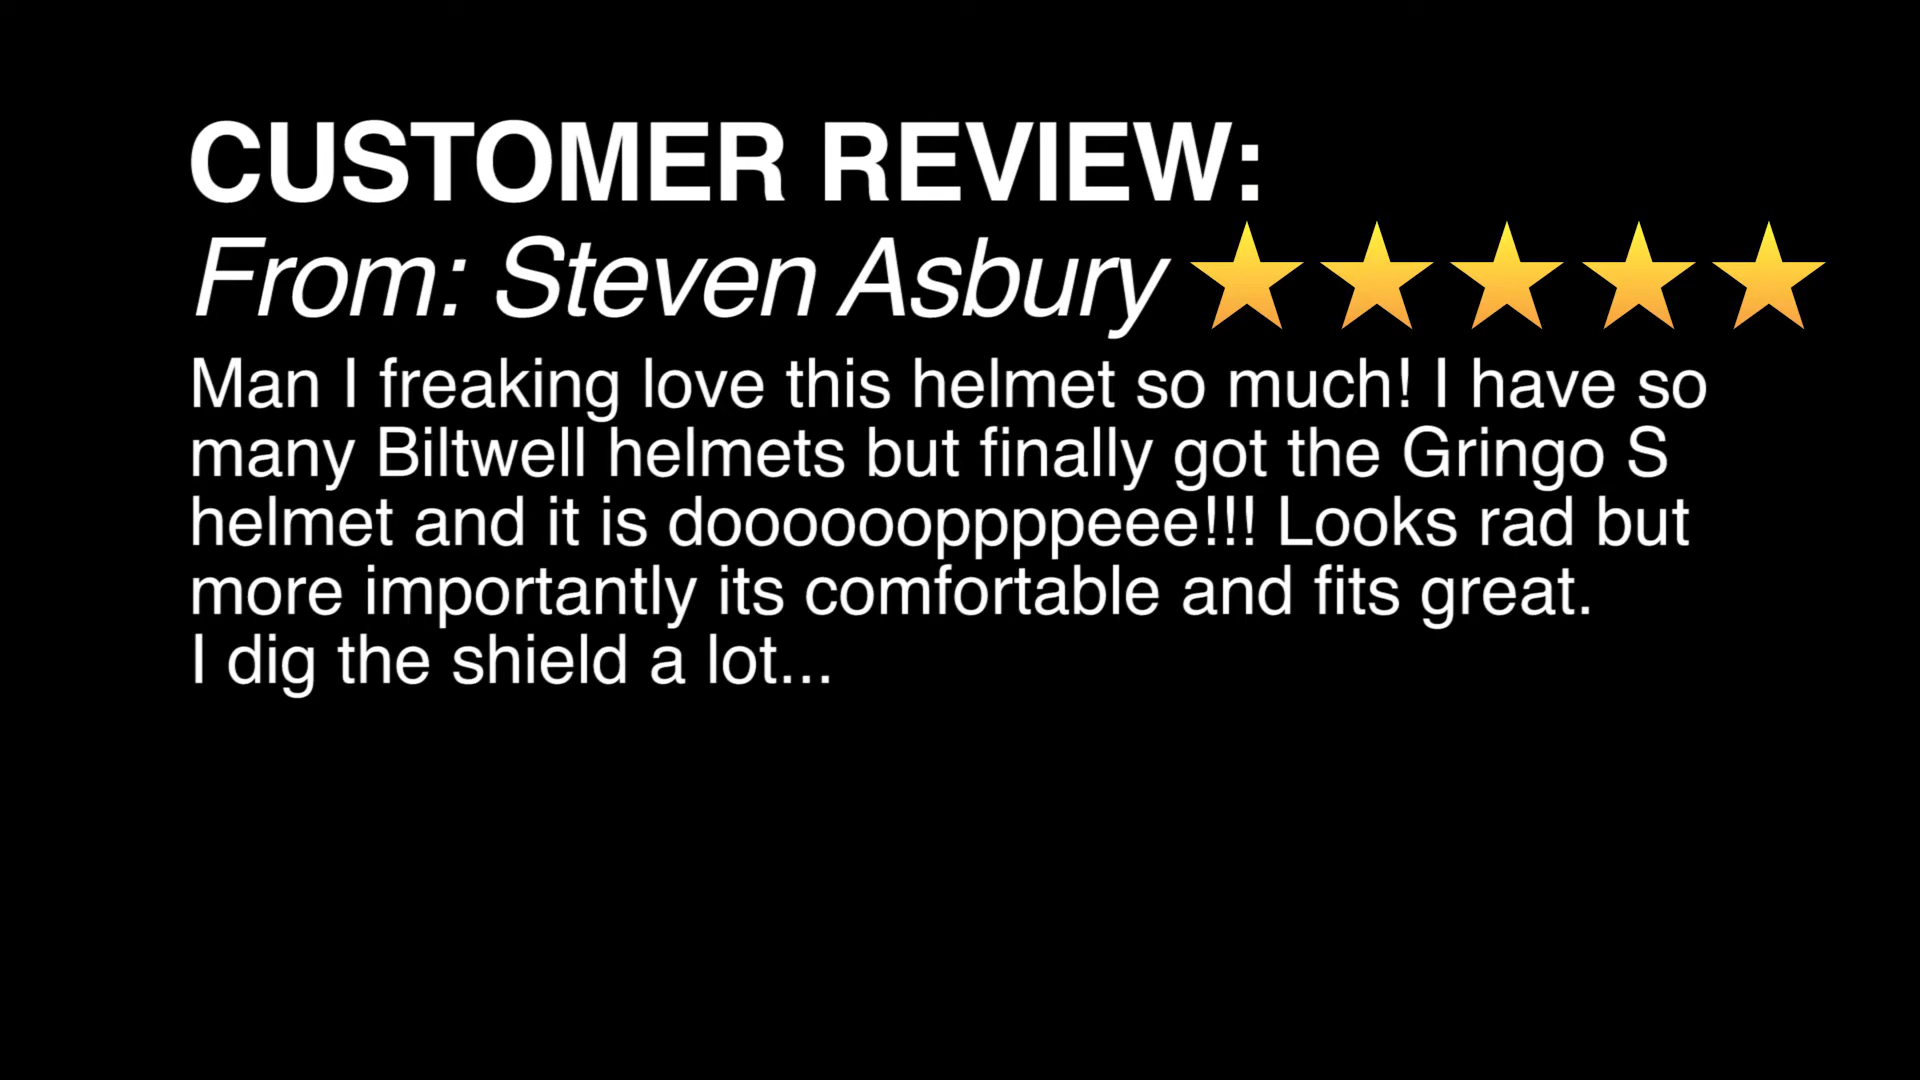 CUSTOMER REVIEW:
From: Steven Asbury ⭐⭐⭐⭐⭐
Man I freaking love this helmet so much! I have so
many Biltwell helmets but finally got the Gringo S
helmet and it is dooooooppppeee!!! Looks rad but
more importantly its comfortable and fits great.
I dig the shield a lot...